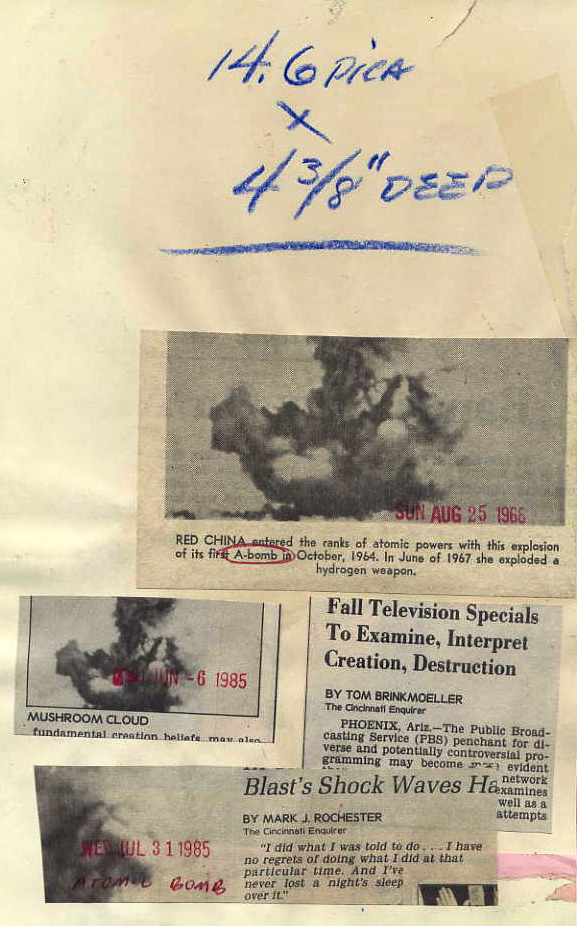 14.6 PICA
X
4 3/8" DEEP
SUN AUG 25 1968
RED CHINA entered the ranks of atomic powers with this explosion
of its first A-bomb in October, 1964. In June of 1967 she exploded a
hydrogen weapon.
JUN -6 1985
MUSHROOM CLOUD
fundamental creation beliefs, may also
Fall Television Specials
To Examine, Interpret
Creation, Destruction
BY TOM BRINKMOELLER
The Cincinnati Enquirer
PHOENIX, Ariz.—The Public Broad-
casting Service (PBS) penchant for di-
verse and potentially controversial pro-
gramming may become evident
network
examines
well as a
attempts
Blast's Shock Waves Ha
BY MARK J. ROCHESTER
The Cincinnati Enquirer
"I did what I was told to do . . . I have
no regrets of doing what I did at that
particular time. And I've
never lost a night's sleep
over it."
WED JUL 31 1985
ATOMIC BOMB